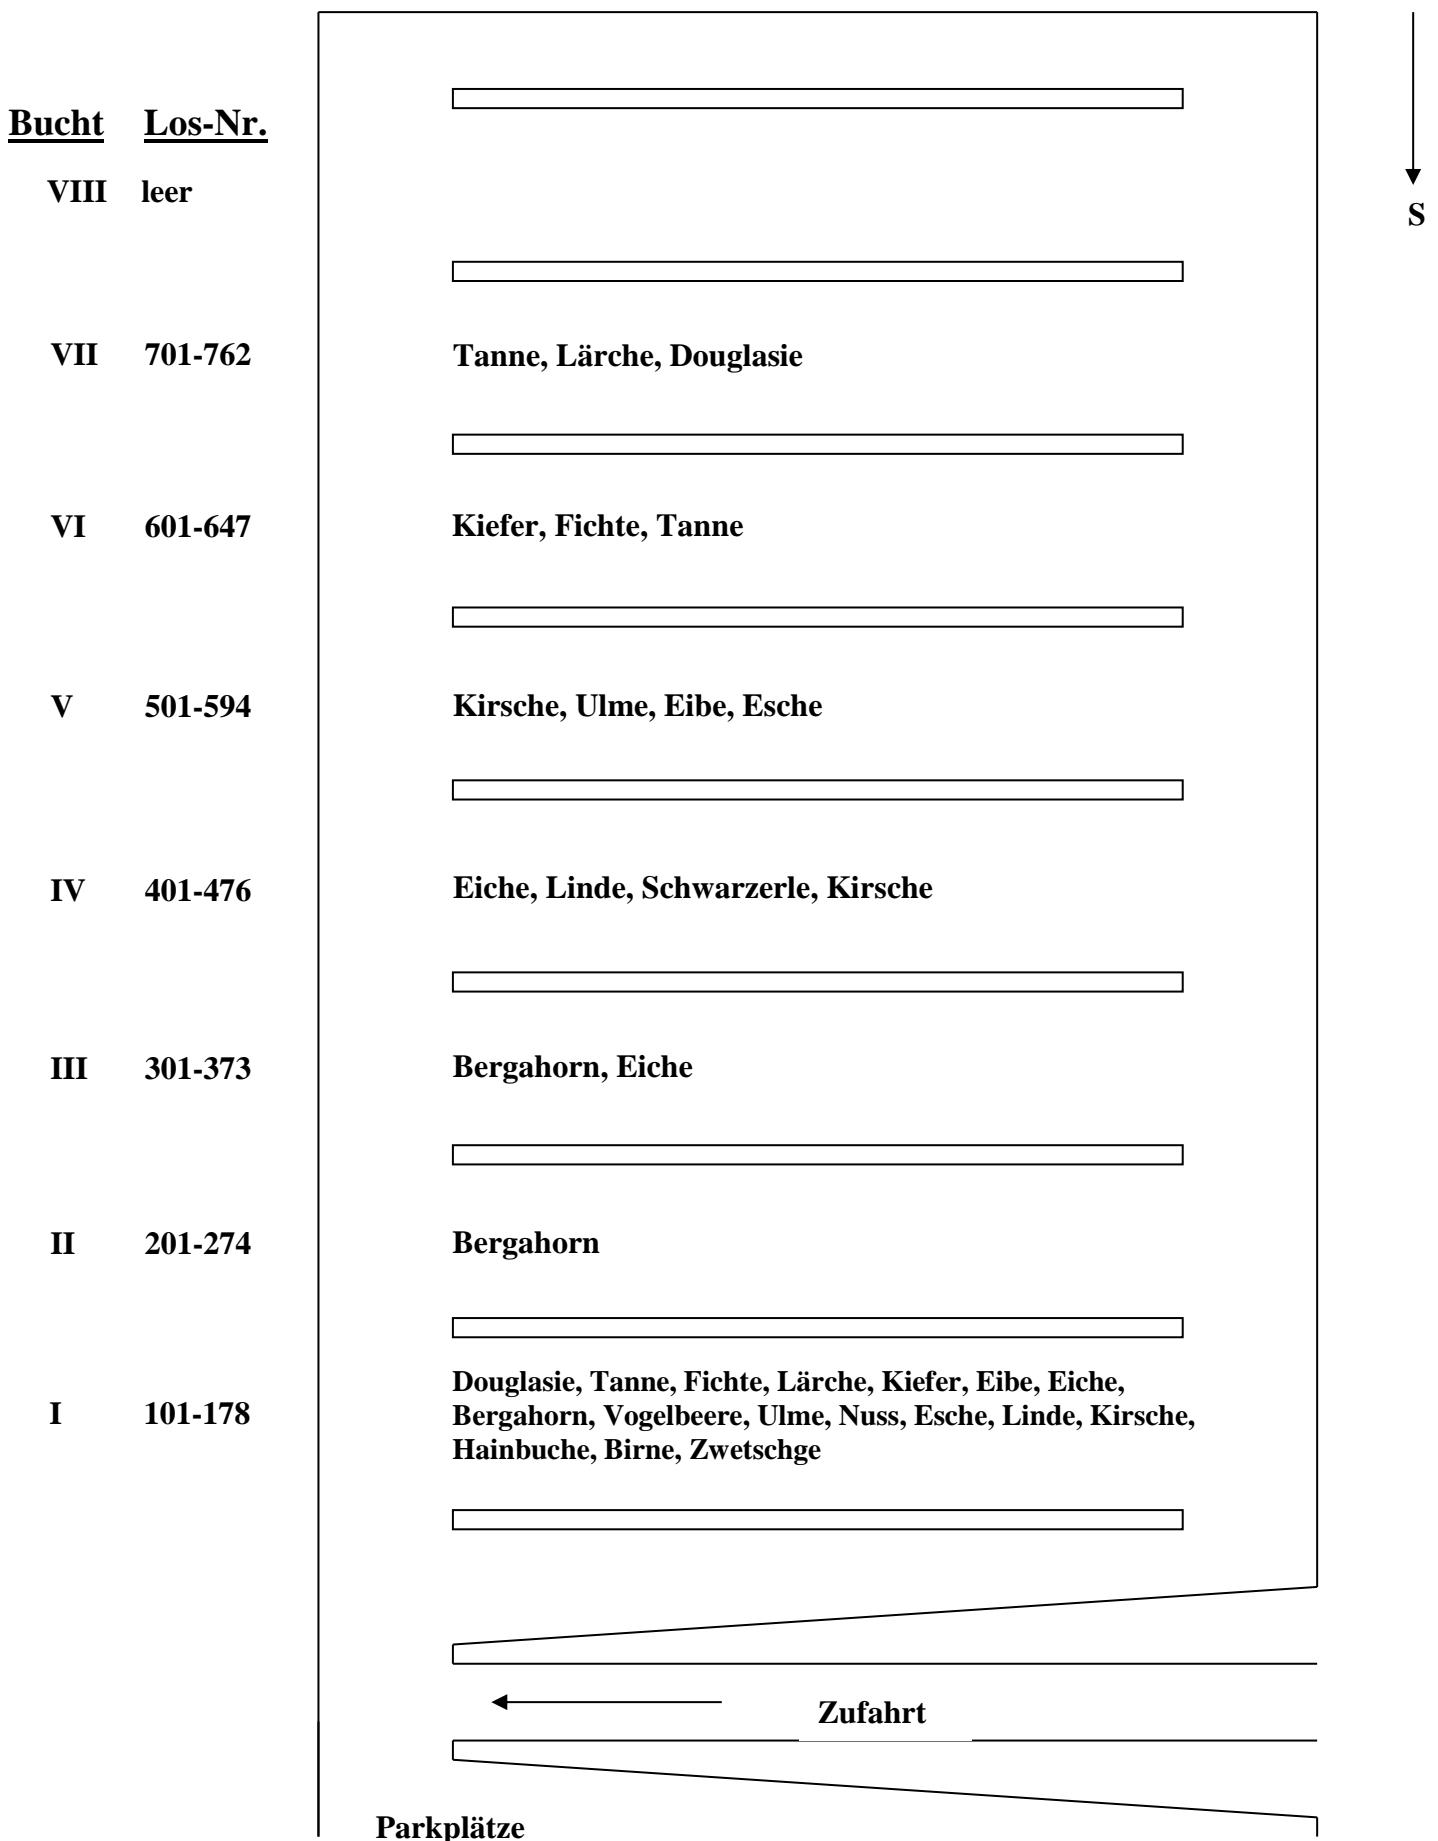 Bucht Los-Nr.
VIII leer
S
VII 701-762 Tanne, Lärche, Douglasie
VI 601-647 Kiefer, Fichte, Tanne
V 501-594 Kirsche, Ulme, Eibe, Esche
IV 401-476 Eiche, Linde, Schwarzerle, Kirsche
III 301-373 Bergahorn, Eiche
II 201-274 Bergahorn
I 101-178
Douglasie, Tanne, Fichte, Lärche, Kiefer, Eibe, Eiche,
Bergahorn, Vogelbeere, Ulme, Nuss, Esche, Linde, Kirsche,
Hainbuche, Birne, Zwetschge
Zufahrt
Parkplätze